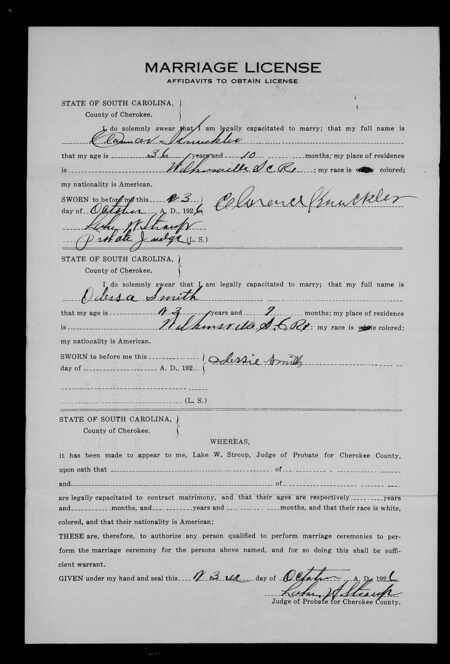 MARRIAGE LICENSE
AFFIDAVITS TO OBTAIN LICENSE
STATE OF SOUTH CAROLINA,
County of Cherokee.
I do solemnly swear that I am legally capacitated to marry; that my full name is
Knuckles
that my age is 36 years and 10 months; my place of residence
is Wilkinsville S. C. R1 ; my race is colored;
my nationality is American.
SWORN to before me this 23
day of October A. D., 1926 Clarence Knuckles
Lake W Stroup
Probate Judge (L. S.)
STATE OF SOUTH CAROLINA,
County of Cherokee.
I do solemnly swear that I am legally capacitated to marry; that my full name is
Odessa Smith
that my age is years and months; my place of residence
is Wilkinsville S. C R1 ; my race is colored;
my nationality is American.
SWORN to before me this Smith
day of A. D., 192
(L. S.)
STATE OF SOUTH CAROLINA,
County of Cherokee.
WHEREAS,
it has been made to appear to me, Lake W. Stroup, Judge of Probate for Cherokee County,
upon oath that of
and of
are legally capacitated to contract matrimony, and that their ages are respectively years
and months, and years and months, and that their race is white,
colored, and that their nationality is American;
THESE are, therefore, to authorize any person qualified to perform marriage ceremonies to per-
form the marriage ceremony for the persons above named, and for so doing this shall be suffi-
cient warrant.
GIVEN under my hand and seal this 23rd day of October A. D., 1926
Lake W Stroup
Judge of Probate for Cherokee County.